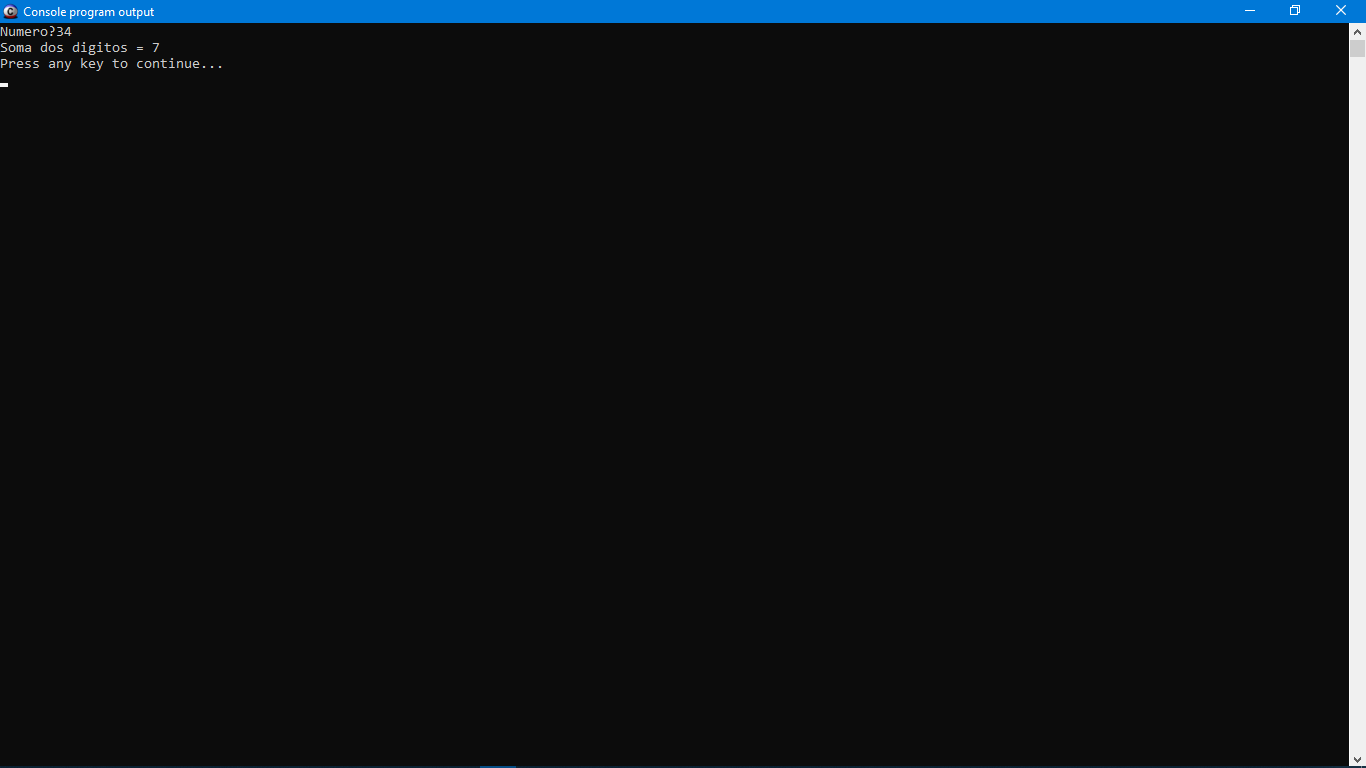 Console program output
Numero?34
Soma dos digitos = 7
Press any key to continue...